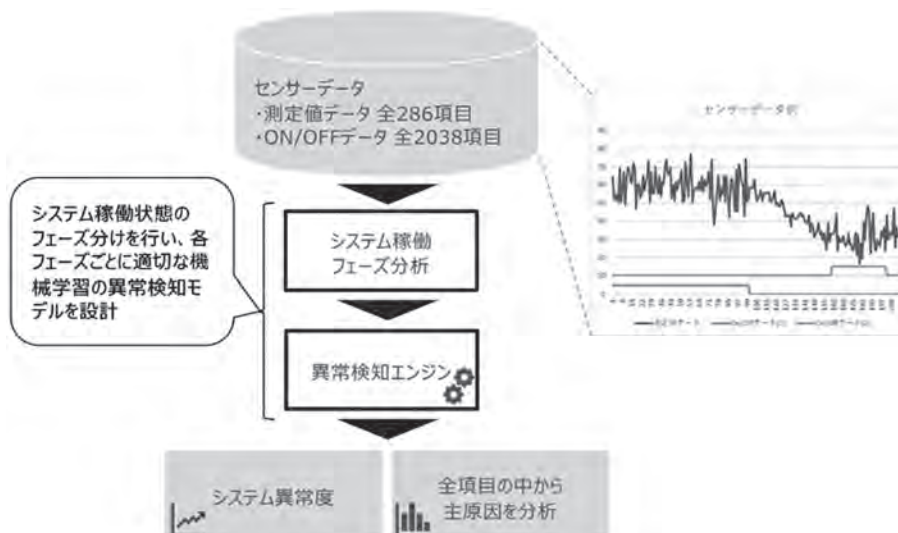 センサーデータ
・測定値データ 全286項目
・ON/OFFデータ 全2038項目
センサーデータ例
システム稼働状態の
フェーズ分けを行い、各
フェーズごとに適切な機
械学習の異常検知モ
デルを設計
システム稼働
フェーズ分析
異常検知エンジン
システム異常度
全項目の中から
主原因を分析